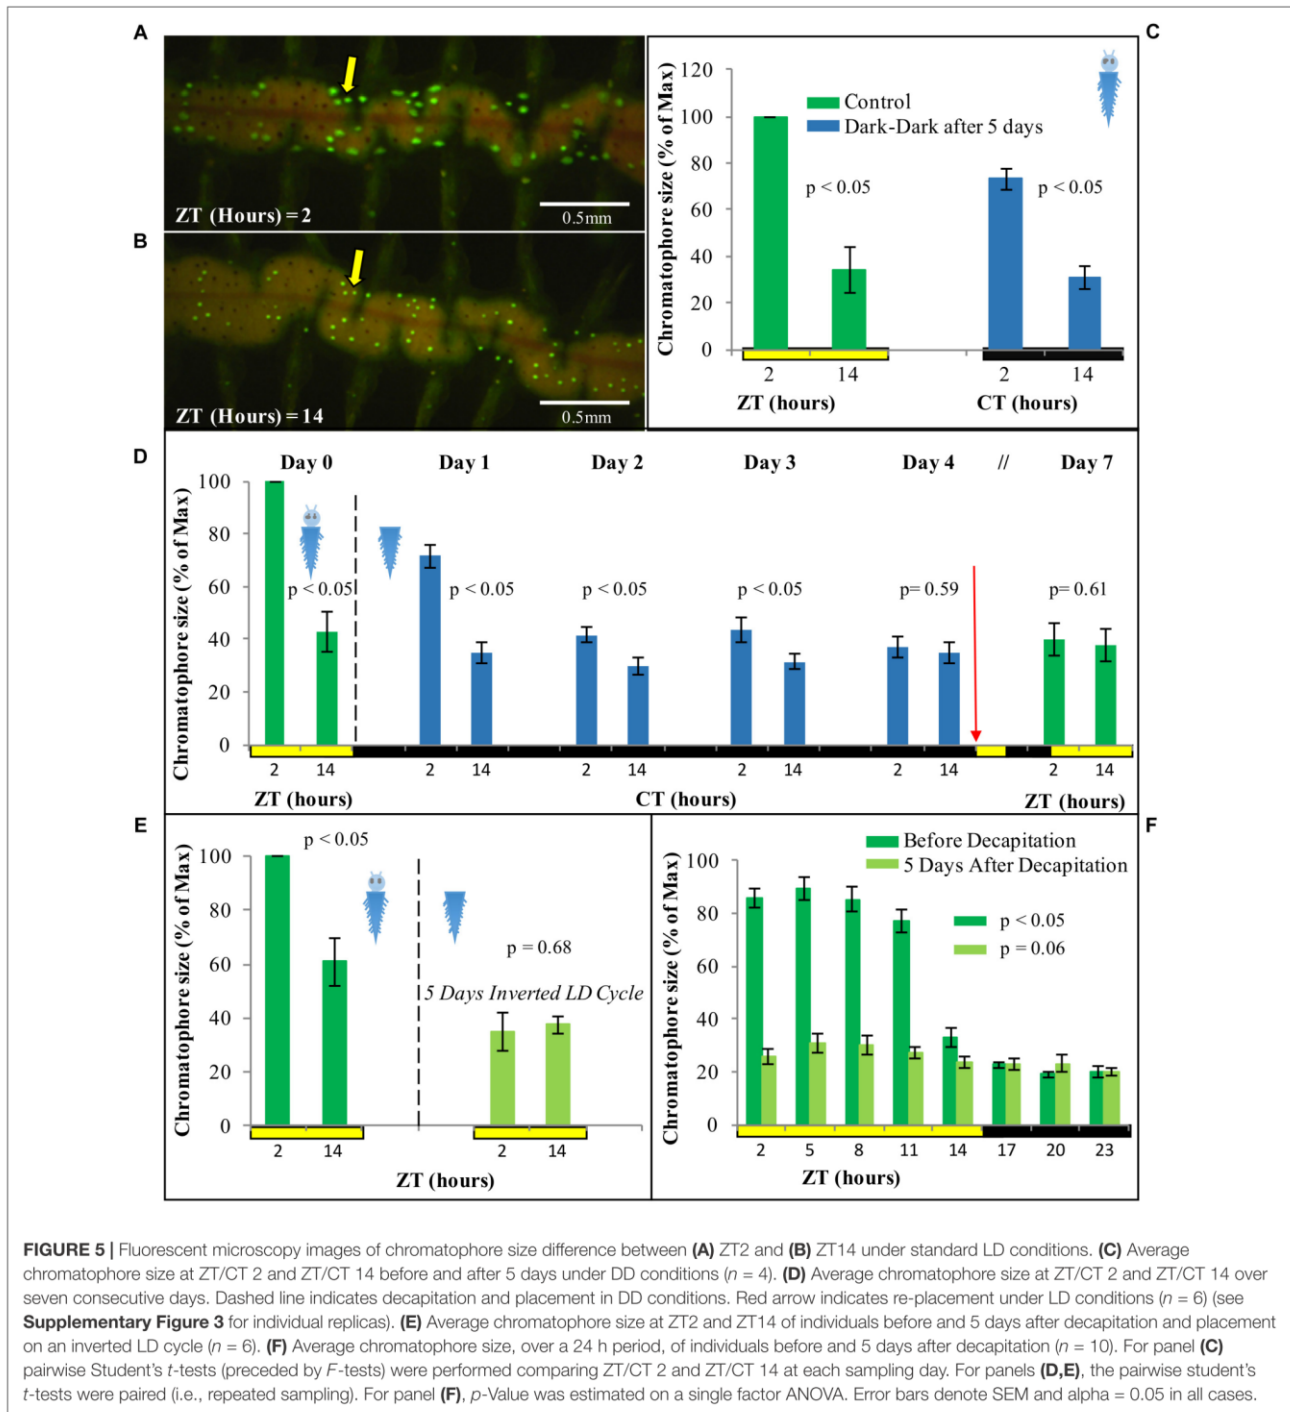 A
ZT (Hours) = 2
0.5mm
B
ZT (Hours) = 14
0.5mm
C
Chromatophore size (% of Max)
120
100
80
60
40
20
0
Control
Dark-Dark after 5 days
p < 0.05
p < 0.05
2 14 2 14
ZT (hours) CT (hours)
D
Day 0 Day 1 Day 2 Day 3 Day 4 // Day 7
Chromatophore size (% of Max)
100
80
60
40
20
0
p < 0.05 p < 0.05 p < 0.05 p < 0.05 p= 0.59 p= 0.61
2 14 2 14 2 14 2 14 2 14 2 14
ZT (hours) CT (hours) ZT (hours)
E
Chromatophore size (% of Max)
100
80
60
40
20
0
p < 0.05
p = 0.68
5 Days Inverted LD Cycle
2 14 2 14
ZT (hours)
F
Before Decapitation
5 Days After Decapitation
Chromatophore size (% of Max)
100
80
60
40
20
0
p < 0.05
p = 0.06
2 5 8 11 14 17 20 23
ZT (hours)
FIGURE 5 | Fluorescent microscopy images of chromatophore size difference between (A) ZT2 and (B) ZT14 under standard LD conditions. (C) Average
chromatophore size at ZT/CT 2 and ZT/CT 14 before and after 5 days under DD conditions (n = 4). (D) Average chromatophore size at ZT/CT 2 and ZT/CT 14 over
seven consecutive days. Dashed line indicates decapitation and placement in DD conditions. Red arrow indicates re-placement under LD conditions (n = 6) (see
Supplementary Figure 3 for individual replicas). (E) Average chromatophore size at ZT2 and ZT14 of individuals before and 5 days after decapitation and placement
on an inverted LD cycle (n = 6). (F) Average chromatophore size, over a 24 h period, of individuals before and 5 days after decapitation (n = 10). For panel (C)
pairwise Student's t-tests (preceded by F-tests) were performed comparing ZT/CT 2 and ZT/CT 14 at each sampling day. For panels (D,E), the pairwise student's
t-tests were paired (i.e., repeated sampling). For panel (F), p-Value was estimated on a single factor ANOVA. Error bars denote SEM and alpha = 0.05 in all cases.